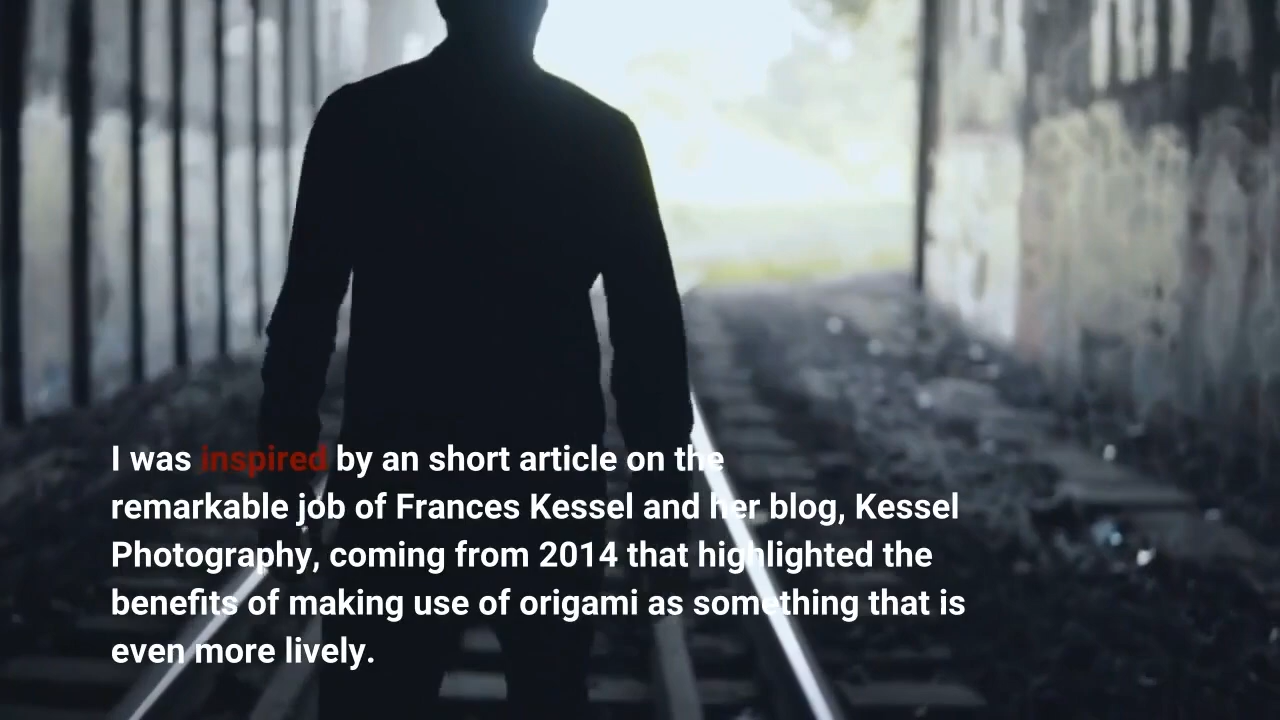 I was inspired by an short article on the
remarkable job of Frances Kessel and her blog, Kessel
Photography, coming from 2014 that highlighted the
benefits of making use of origami as something that is
even more lively.